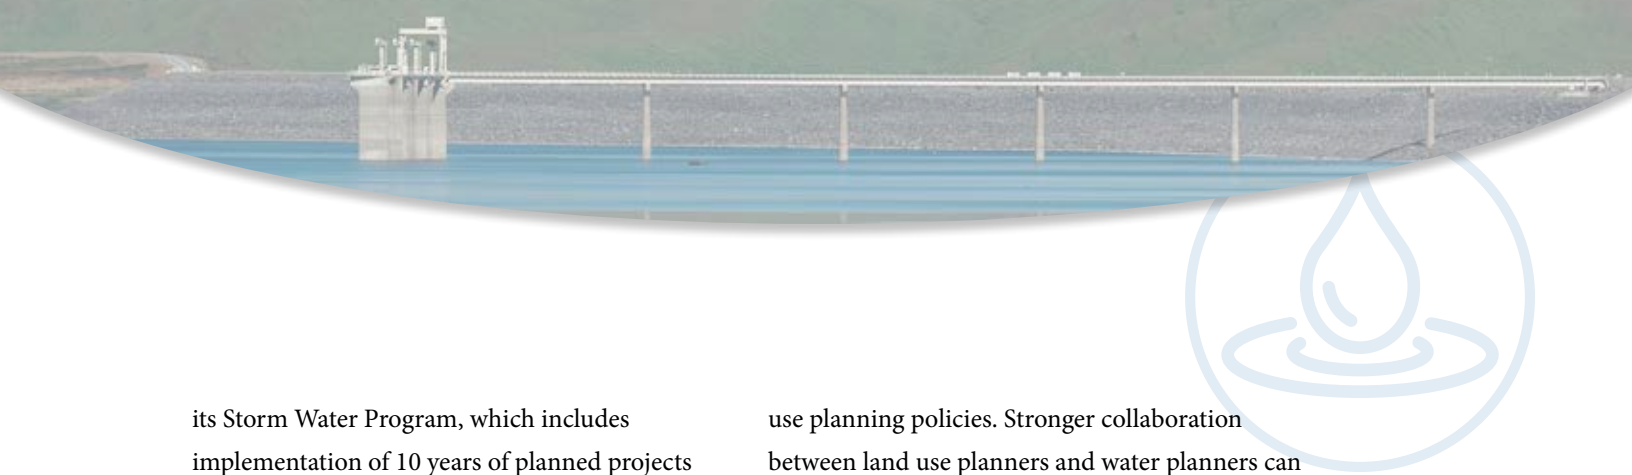 its Storm Water Program, which includes
implementation of 10 years of planned projects
use planning policies. Stronger collaboration
between land use planners and water planners can